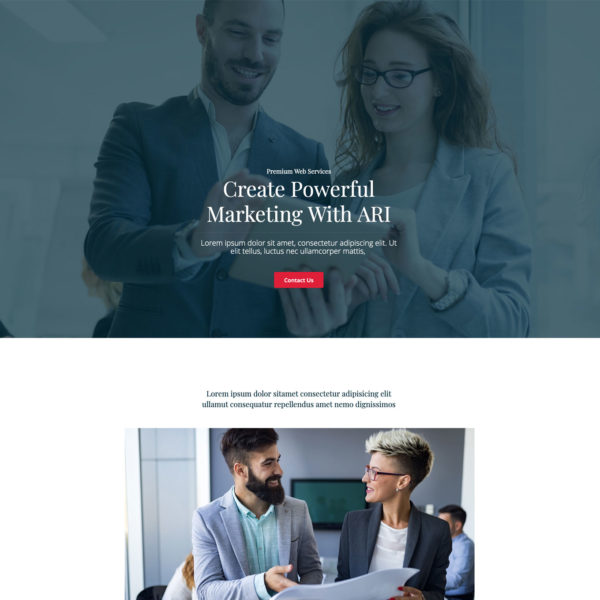 Premium Web Services
Create Powerful
Marketing With ARI
Lorem ipsum dolor sit amet, consectetur adipiscing elit. Ut
elit tellus, luctus nec ullamcorper mattis,
Contact Us
Lorem ipsum dolor sitamet consectetur adipisicing elit
ullamut consequatur repellendus amet nemo dignissimos